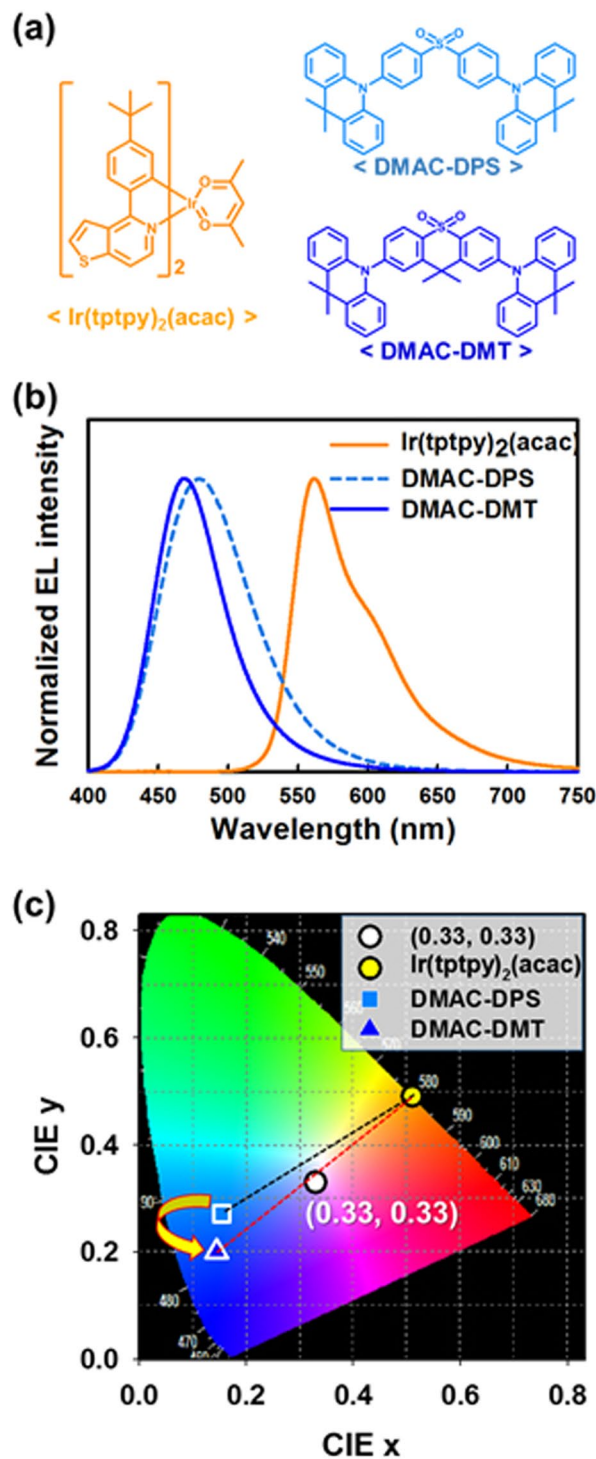 (a)
O O
S
N N
< DMAC-DPS >
Ir
O
O
N
S
2
< Ir(tptpy)2(acac) >
O O
S
N N
< DMAC-DMT >
(b)
Normalized EL intensity
Ir(tptpy)2(acac)
DMAC-DPS
DMAC-DMT
400 450 500 550 600 650 700 750
Wavelength (nm)
(c)
CIE y
0.8
0.6
0.4
0.2
0.0
(0.33, 0.33)
Ir(tptpy)2(acac)
DMAC-DPS
DMAC-DMT
540
550
580
590
600
610
630
680
90
480
470
(0.33, 0.33)
0.0 0.2 0.4 0.6 0.8
CIE x